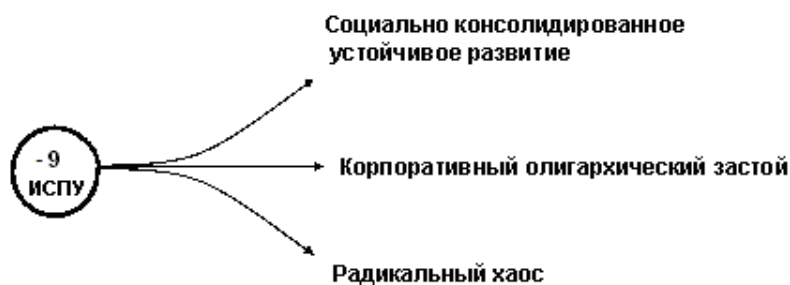 Социально консолидированное
устойчивое развитие
- 9
ИСПУ
Корпоративный олигархический застой
Радикальный хаос